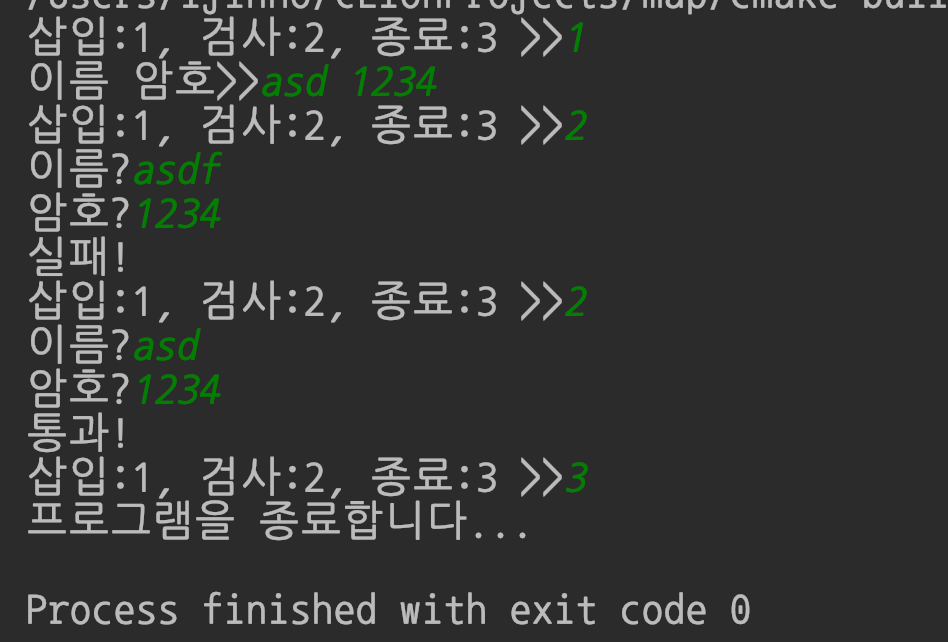 삽입:1, 검사:2, 종료:3 >>1
이름 암호>>asd 1234
삽입:1, 검사:2, 종료:3 >>2
이름?asdf
암호?1234
실패!
삽입:1, 검사:2, 종료:3 >>2
이름?asd
암호?1234
통과!
삽입:1, 검사:2, 종료:3 >>3
프로그램을 종료합니다...
Process finished with exit code 0